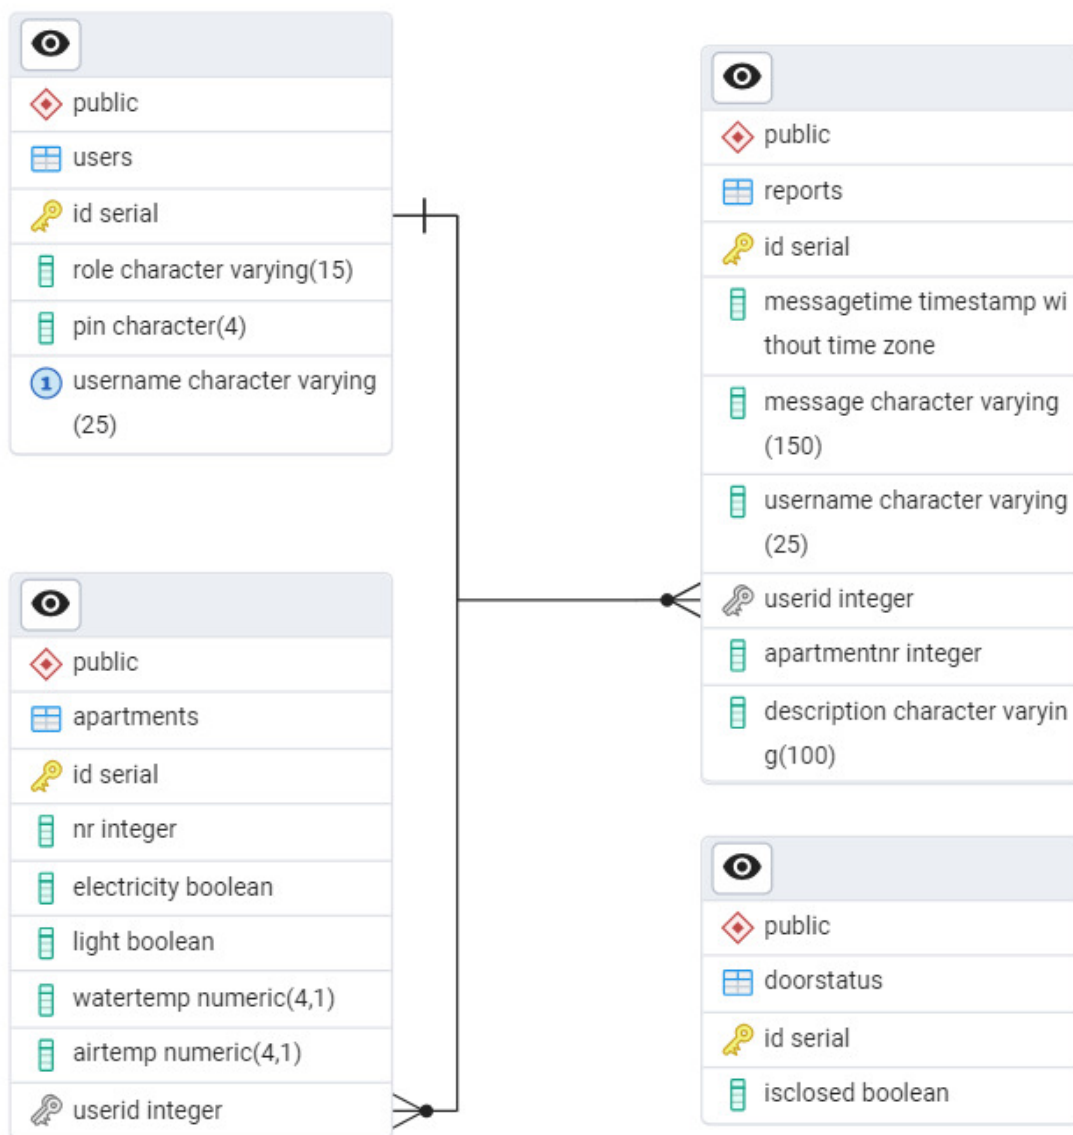 public
users
id serial
role character varying(15)
pin character(4)
1 username character varying
(25)
public
apartments
id serial
nr integer
electricity boolean
light boolean
watertemp numeric(4,1)
airtemp numeric(4,1)
userid integer
public
reports
id serial
messagetime timestamp wi
thout time zone
message character varying
(150)
username character varying
(25)
userid integer
apartmentnr integer
description character varyin
g(100)
public
doorstatus
id serial
isclosed boolean